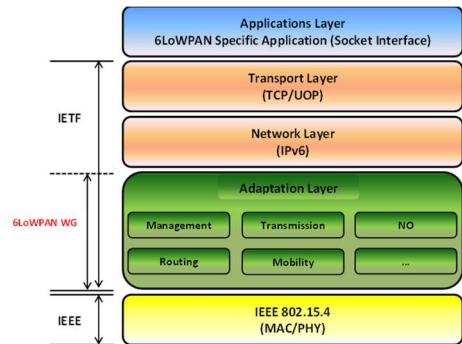 Applications Layer
6LoWPAN Specific Application (Socket Interface)
Transport Layer
(TCP/UOP)
IETF
Network Layer
(IPv6)
Adaptation Layer
6LoWPAN WG
Management Transmission NO
Routing Mobility ...
IEEE
IEEE 802.15.4
(MAC/PHY)